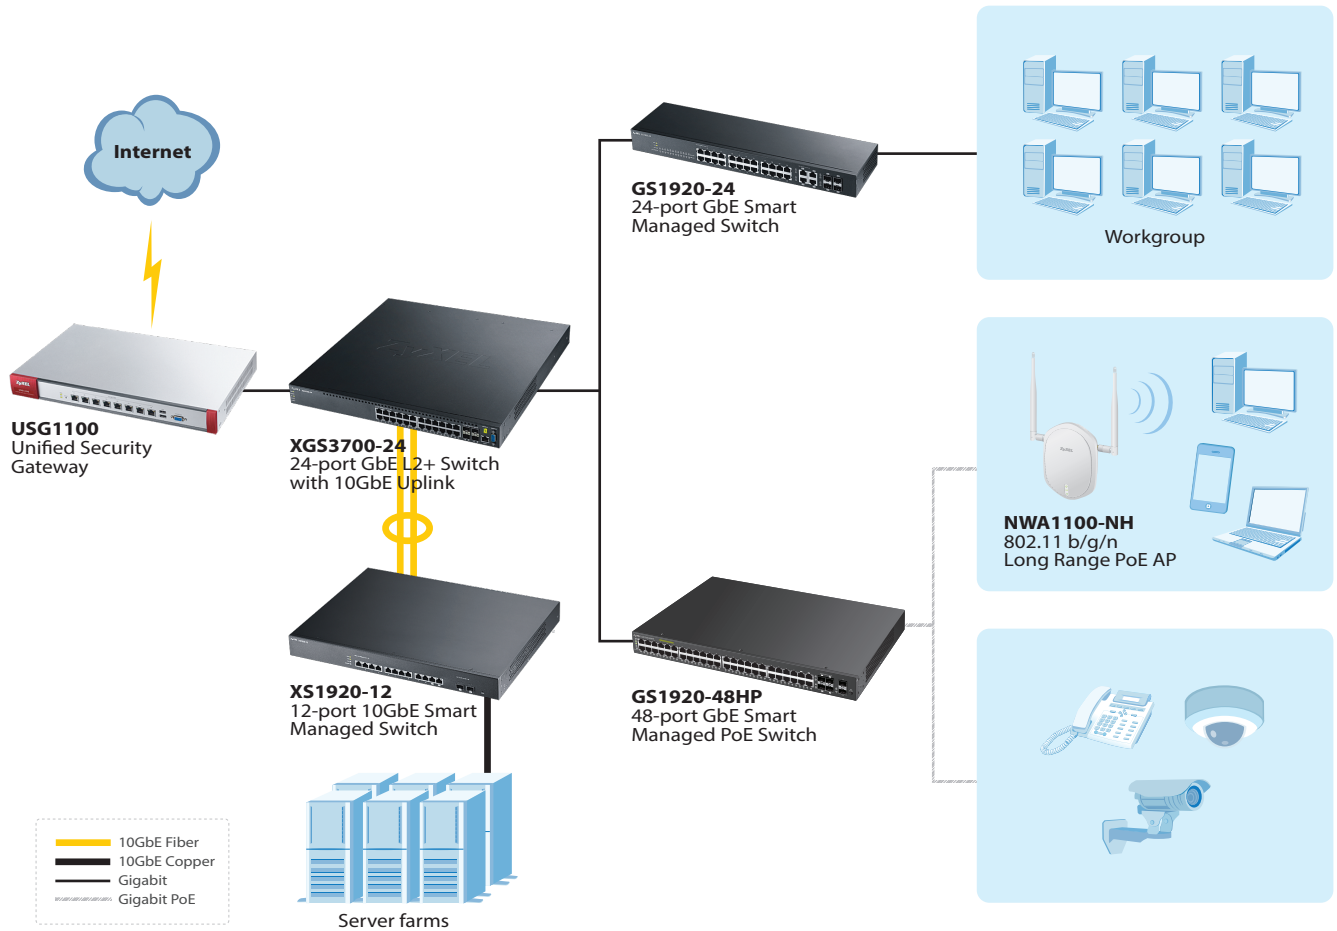 Internet
ZyXEL
USG1100
Unified Security
Gateway
XGS3700-24
24-port GbE L2+ Switch
with 10GbE Uplink
XS1920-12
12-port 10GbE Smart
Managed Switch
Server farms
GS1920-24
24-port GbE Smart
Managed Switch
GS1920-48HP
48-port GbE Smart
Managed PoE Switch
Workgroup
ZyXEL
NWA1100-NH
802.11 b/g/n
Long Range PoE AP
10GbE Fiber
10GbE Copper
Gigabit
Gigabit PoE